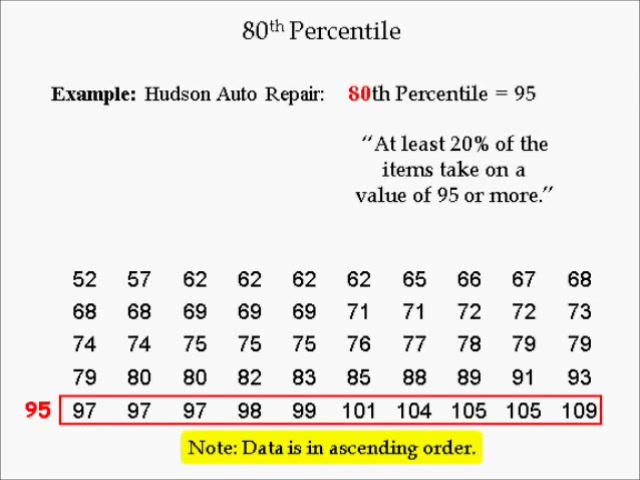 80th Percentile
Example: Hudson Auto Repair: 80th Percentile = 95
“At least 20% of the
items take on a
value of 95 or more.”
52 57 62 62 62 62 65 66 67 68
68 68 69 69 69 71 71 72 72 73
74 74 75 75 75 76 77 78 79 79
79 80 80 82 83 85 88 89 91 93
95 97 97 97 98 99 101 104 105 105 109
Note: Data is in ascending order.